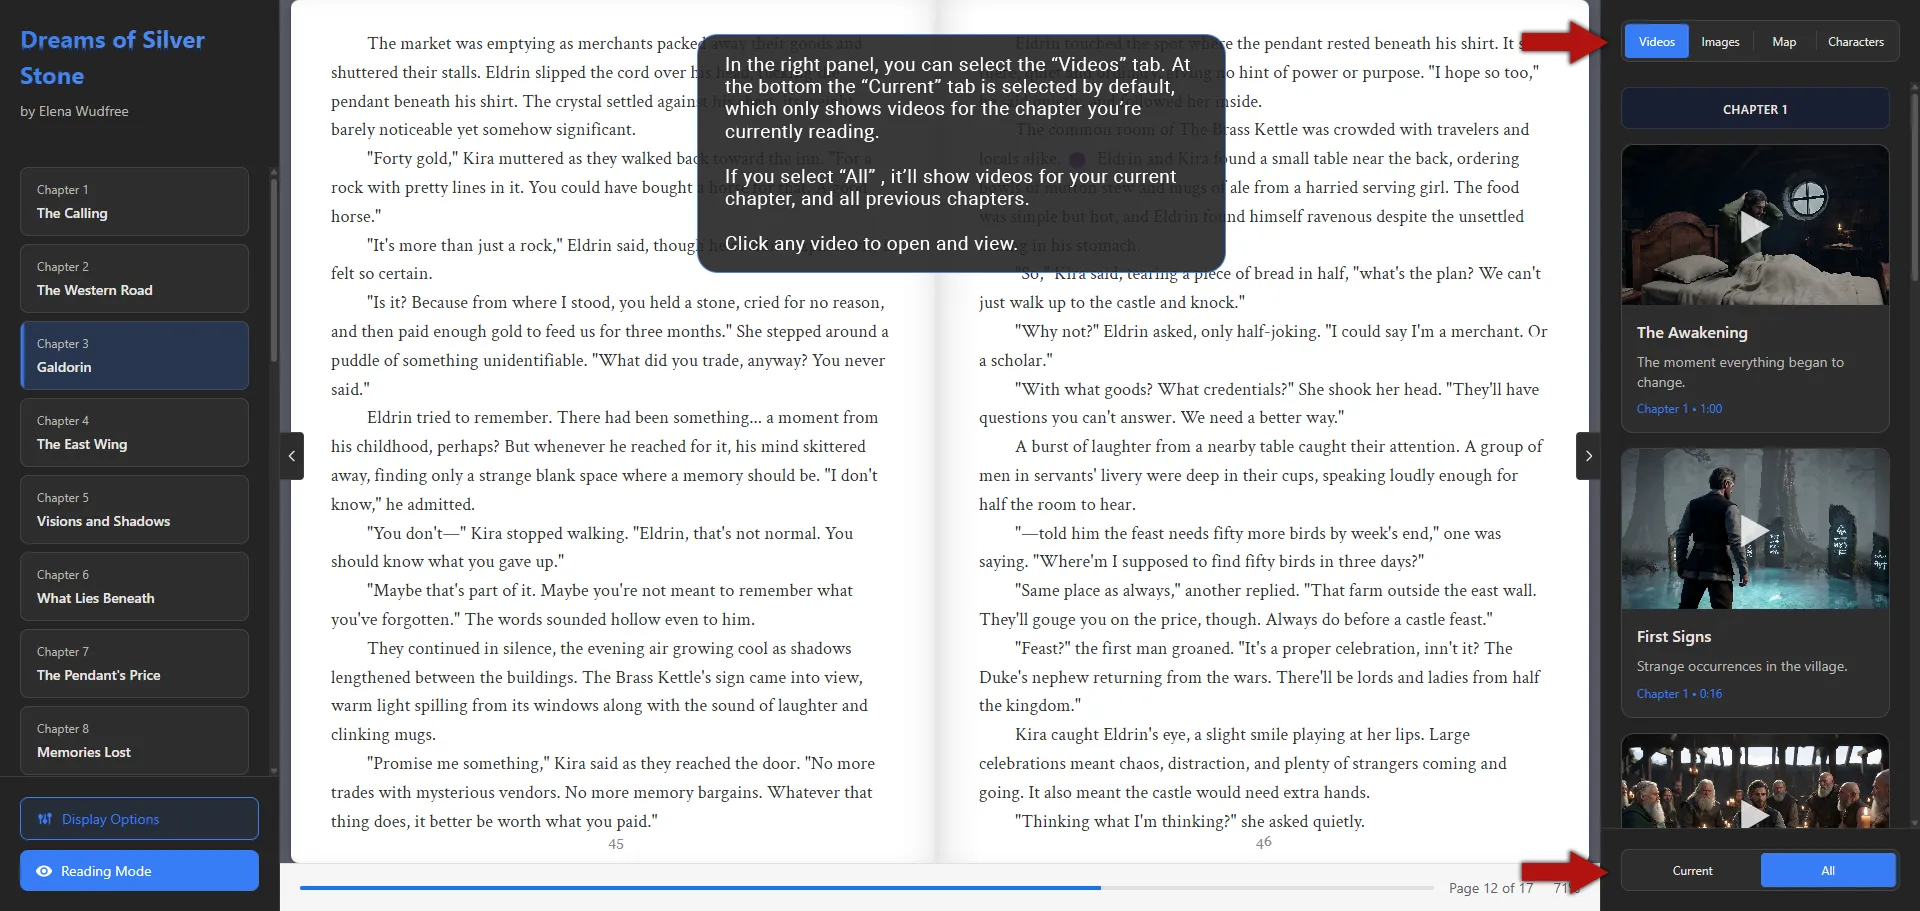 Dreams of Silver
Stone
by Elena Wudfree
Chapter 1
The Calling
Chapter 2
The Western Road
Chapter 3
Galdorin
Chapter 4
The East Wing
Chapter 5
Visions and Shadows
Chapter 6
What Lies Beneath
Chapter 7
The Pendant's Price
Chapter 8
Memories Lost
Display Options
Reading Mode
The market was emptying as merchants packed away their goods and
shuttered their stalls. Eldrin slipped the cord over his head, tucking the
pendant beneath his shirt. The crystal settled against
barely noticeable yet somehow significant.
"Forty gold," Kira muttered as they walked back toward the inn. "For a
rock with pretty lines in it. You could have bought a horse for that. A good
horse."
"It's more than just a rock," Eldrin said, though
felt so certain.
"Is it? Because from where I stood, you held a stone, cried for no reason,
and then paid enough gold to feed us for three months." She stepped around a
puddle of something unidentifiable. "What did you trade, anyway? You never
said."
Eldrin tried to remember. There had been something... a moment from
his childhood, perhaps? But whenever he reached for it, his mind skittered
away, finding only a strange blank space where a memory should be. "I don't
know," he admitted.
"You don't—" Kira stopped walking. "Eldrin, that's not normal. You
should know what you gave up."
"Maybe that's part of it. Maybe you're not meant to remember what
you've forgotten." The words sounded hollow even to him.
They continued in silence, the evening air growing cool as shadows
lengthened between the buildings. The Brass Kettle's sign came into view,
warm light spilling from its windows along with the sound of laughter and
clinking mugs.
"Promise me something," Kira said as they reached the door. "No more
trades with mysterious vendors. No more memory bargains. Whatever that
thing does, it better be worth what you paid."
45
In the right panel, you can select the “Videos” tab. At
the bottom the “Current” tab is selected by default,
which only shows videos for the chapter you’re
currently reading.
If you select “All” , it’ll show videos for your current
chapter, and all previous chapters.
Click any video to open and view.
Eldrin touched the spot where the pendant rested beneath his shirt. It
giving no hint of power or purpose. "I hope so too,"
her inside.
The common room of The Brass Kettle was crowded with travelers and
locals alike. Eldrin and Kira found a small table near the back, ordering
bowls of mutton stew and mugs of ale from a harried serving girl. The food
was simple but hot, and Eldrin found himself ravenous despite the unsettled
in his stomach.
"So," Kira said, tearing a piece of bread in half, "what's the plan? We can't
just walk up to the castle and knock."
"Why not?" Eldrin asked, only half-joking. "I could say I'm a merchant. Or
a scholar."
"With what goods? What credentials?" She shook her head. "They'll have
questions you can't answer. We need a better way."
A burst of laughter from a nearby table caught their attention. A group of
men in servants' livery were deep in their cups, speaking loudly enough for
half the room to hear.
"—told him the feast needs fifty more birds by week's end," one was
saying. "Where'm I supposed to find fifty birds in three days?"
"Same place as always," another replied. "That farm outside the east wall.
They'll gouge you on the price, though. Always do before a castle feast."
"Feast?" the first man groaned. "It's a proper celebration, inn't it? The
Duke's nephew returning from the wars. There'll be lords and ladies from half
the kingdom."
Kira caught Eldrin's eye, a slight smile playing at her lips. Large
celebrations meant chaos, distraction, and plenty of strangers coming and
going. It also meant the castle would need extra hands.
"Thinking what I'm thinking?" she asked quietly.
46
Page 12 of 17
71
Videos
Images
Map
Characters
CHAPTER 1
The Awakening
The moment everything began to
change.
Chapter 1 • 1:00
First Signs
Strange occurrences in the village.
Chapter 1 • 0:16
Current
All